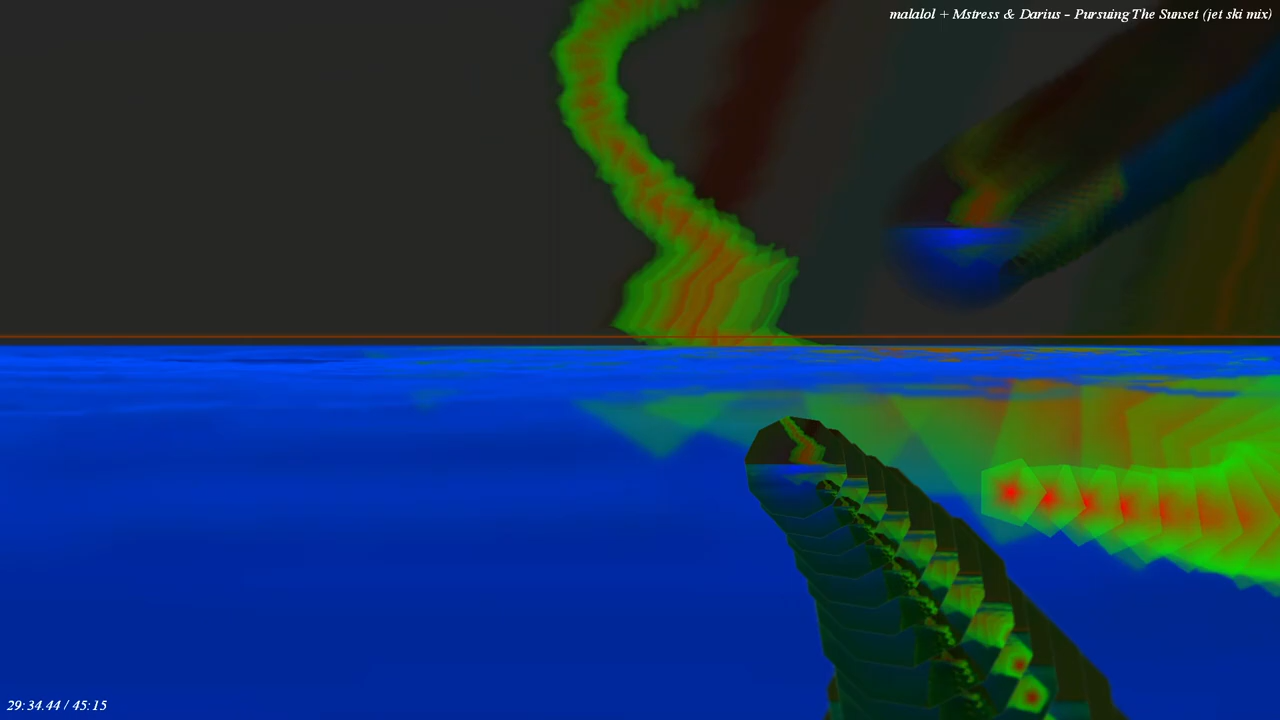 malalol + Mstress & Darius - Pursuing The Sunset (jet ski mix)
29:34.44 / 45:15